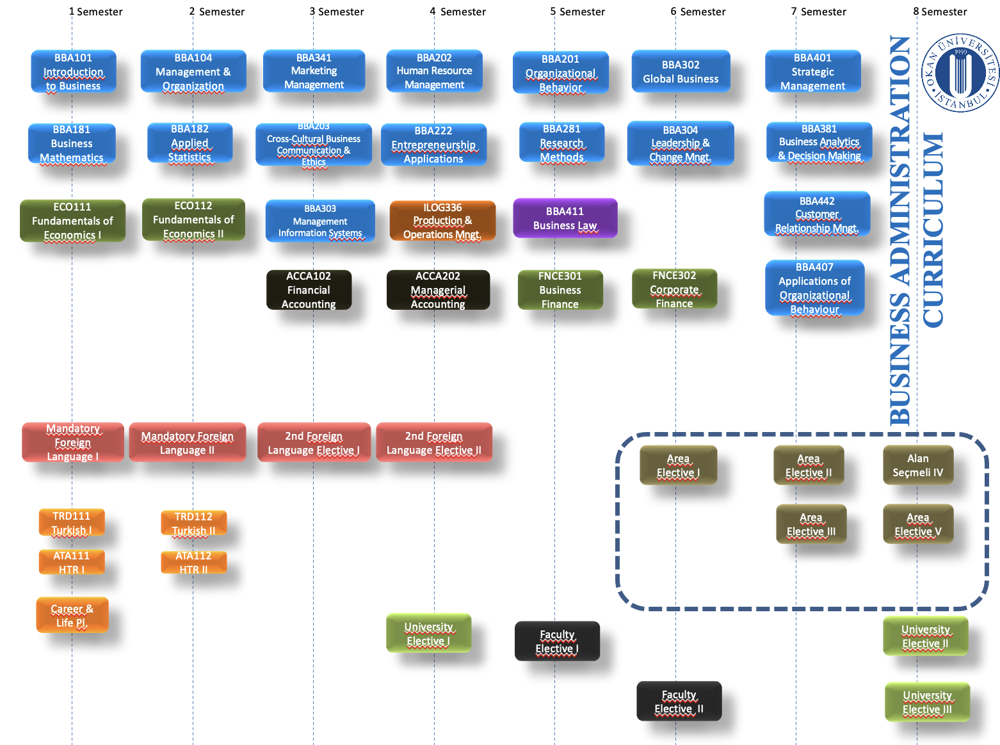 1 Semester
2 Semester
3 Semester
4 Semester
5 Semester
6 Semester
7 Semester
8 Semester
BBA101
Introduction
to Business
BBA104
Management &
Organization
BBA341
Marketing
Management
BBA202
Human Resource
Management
BBA201
Organizational
Behavior
BBA302
Global Business
BBA401
Strategic
Management
BBA181
Business
Mathematics
BBA182
Applied
Statistics
BBA203
Cross-Cultural Business
Communication &
Ethics
BBA222
Entrepreneurship
Applications
BBA281
Research
Methods
BBA304
Leadership &
Change Mngt.
BBA381
Business Analytics
& Decision Making
ECO111
Fundamentals of
Economics I
ECO112
Fundamentals of
Economics II
BBA303
Management
Information Systems
ILOG336
Production &
Operations Mngt.
BBA411
Business Law
BBA442
Customer
Relationship Mngt.
ACCA102
Financial
Accounting
ACCA202
Managerial
Accounting
FNCE301
Business
Finance
FNCE302
Corporate
Finance
BBA407
Applications of
Organizational
Behaviour
BUSINESS ADMINISTRATION
CURRICULUM
OKAN ÜNİVERSİTESİ
1999
İSTANBUL
Mandatory
Foreign
Language I
Mandatory Foreign
Language II
2nd Foreign
Language Elective I
2nd Foreign
Language Elective II
Area
Elective I
Area
Elective II
Alan
Seçmeli IV
TRD111
Turkish I
TRD112
Turkish II
Area
Elective III
Area
Elective V
ATA111
HTR I
ATA112
HTR II
Career &
Life Pl.
University
Elective I
Faculty
Elective I
University
Elective II
Faculty
Elective II
University
Elective III